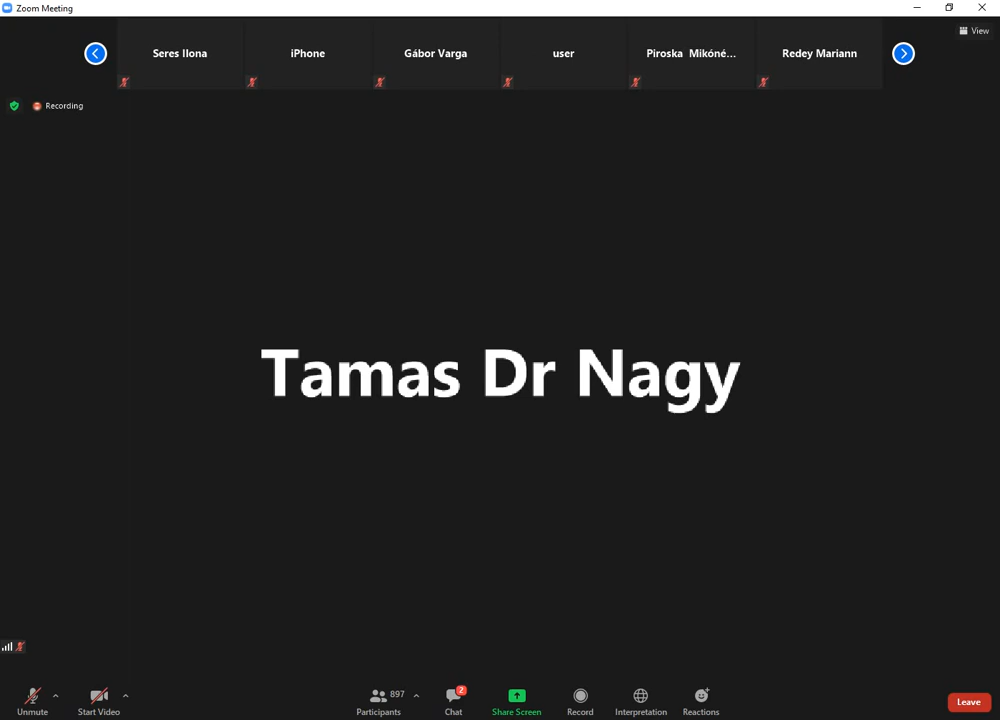 Zoom Meeting
View
Seres Ilona
iPhone
Gábor Varga
user
Piroska Mikóné...
Redey Mariann
Recording
Tamas Dr Nagy
Unmute
Start Video
897
Participants
2
Chat
Share Screen
Record
Interpretation
Reactions
Leave